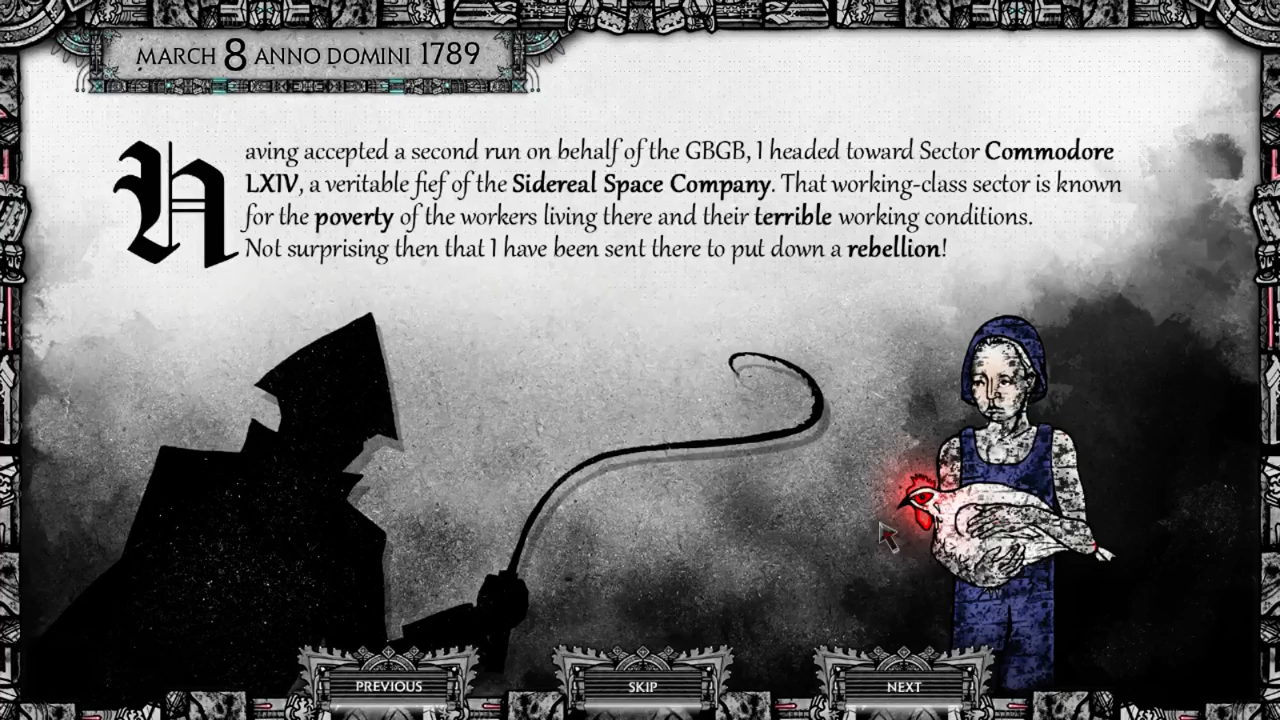 MARCH 8 ANNO DOMINI 1789
Having accepted a second run on behalf of the GBGB, I headed toward Sector Commodore
LXIV, a veritable fief of the Sidereal Space Company. That working-class sector is known
for the poverty of the workers living there and their terrible working conditions.
Not surprising then that I have been sent there to put down a rebellion!
PREVIOUS
SKIP
NEXT